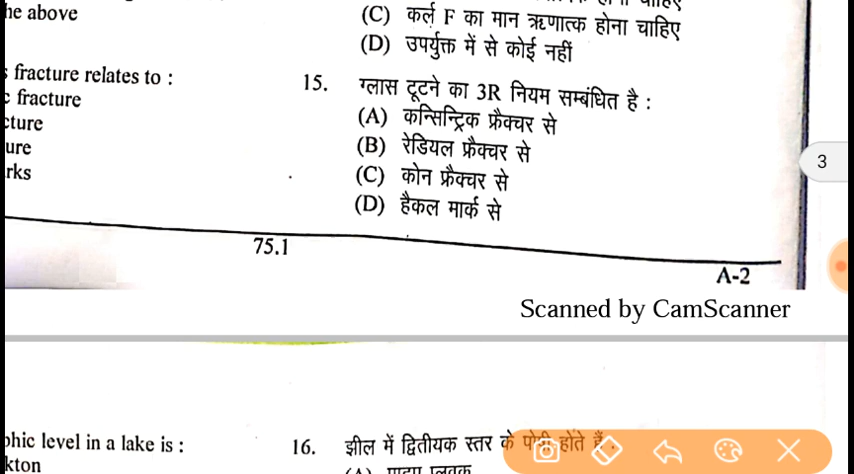 he above
fracture relates to :
fracture
cture
ure
rks
(C) कर्ल F का मान ऋणात्क होना चाहिए
(D) उपर्युक्त में से कोई नहीं
15. ग्लास टूटने का 3R नियम सम्बंधित है :
(A) कन्सिन्ट्रिक फ्रैक्चर से
(B) रेडियल फ्रैक्चर से
(C) कोन फ्रैक्चर से
(D) हैकल मार्क से
3
75.1
A-2
Scanned by CamScanner
phic level in a lake is :
kton
16. झील में द्वितीयक स्तर के पोषी होते हैं :
(A)